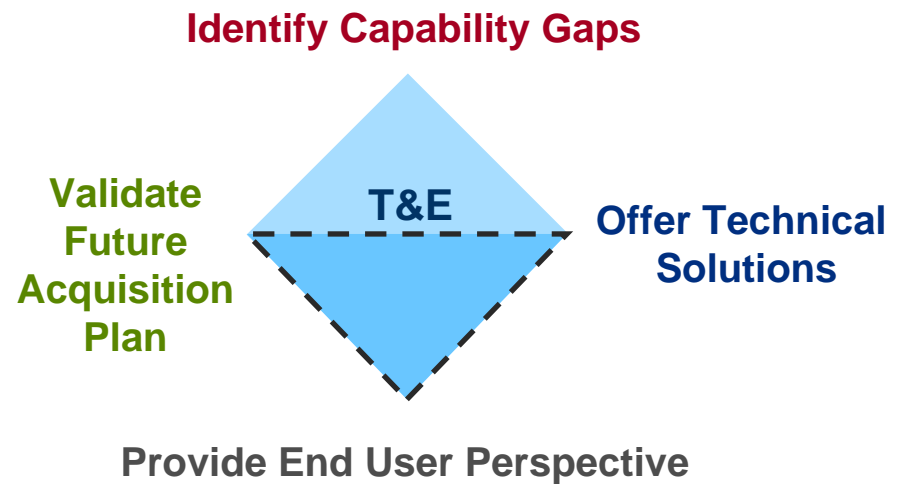 Identify Capability Gaps
Validate
Future
Acquisition
Plan
T&E
Offer Technical
Solutions
Provide End User Perspective